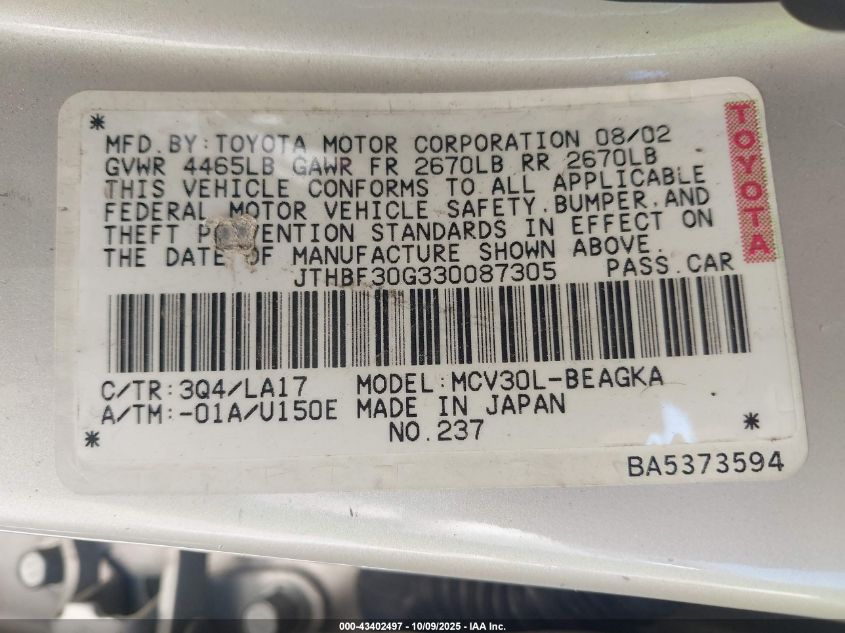 *
MFD.BY:TOYOTA MOTOR CORPORATION 08/02
GVWR 4465LB GAWR FR 2670LB RR 2670LB
THIS VEHICLE CONFORMS TO ALL APPLICABLE
FEDERAL MOTOR VEHICLE SAFETY,BUMPER,AND
THEFT P VENTION STANDARDS IN EFFECT ON
THE DATE OF MANUFACTURE SHOWN ABOVE.
JTHBF30G330087305 PASS.CAR
TOYOTA
C/TR:3Q4/LA17 MODEL:MCV30L-BEAGKA
A/TM:-01A/U150E MADE IN JAPAN
* NO.237 *
BA5373594
000-43402497 - 10/09/2025 - IAA Inc.